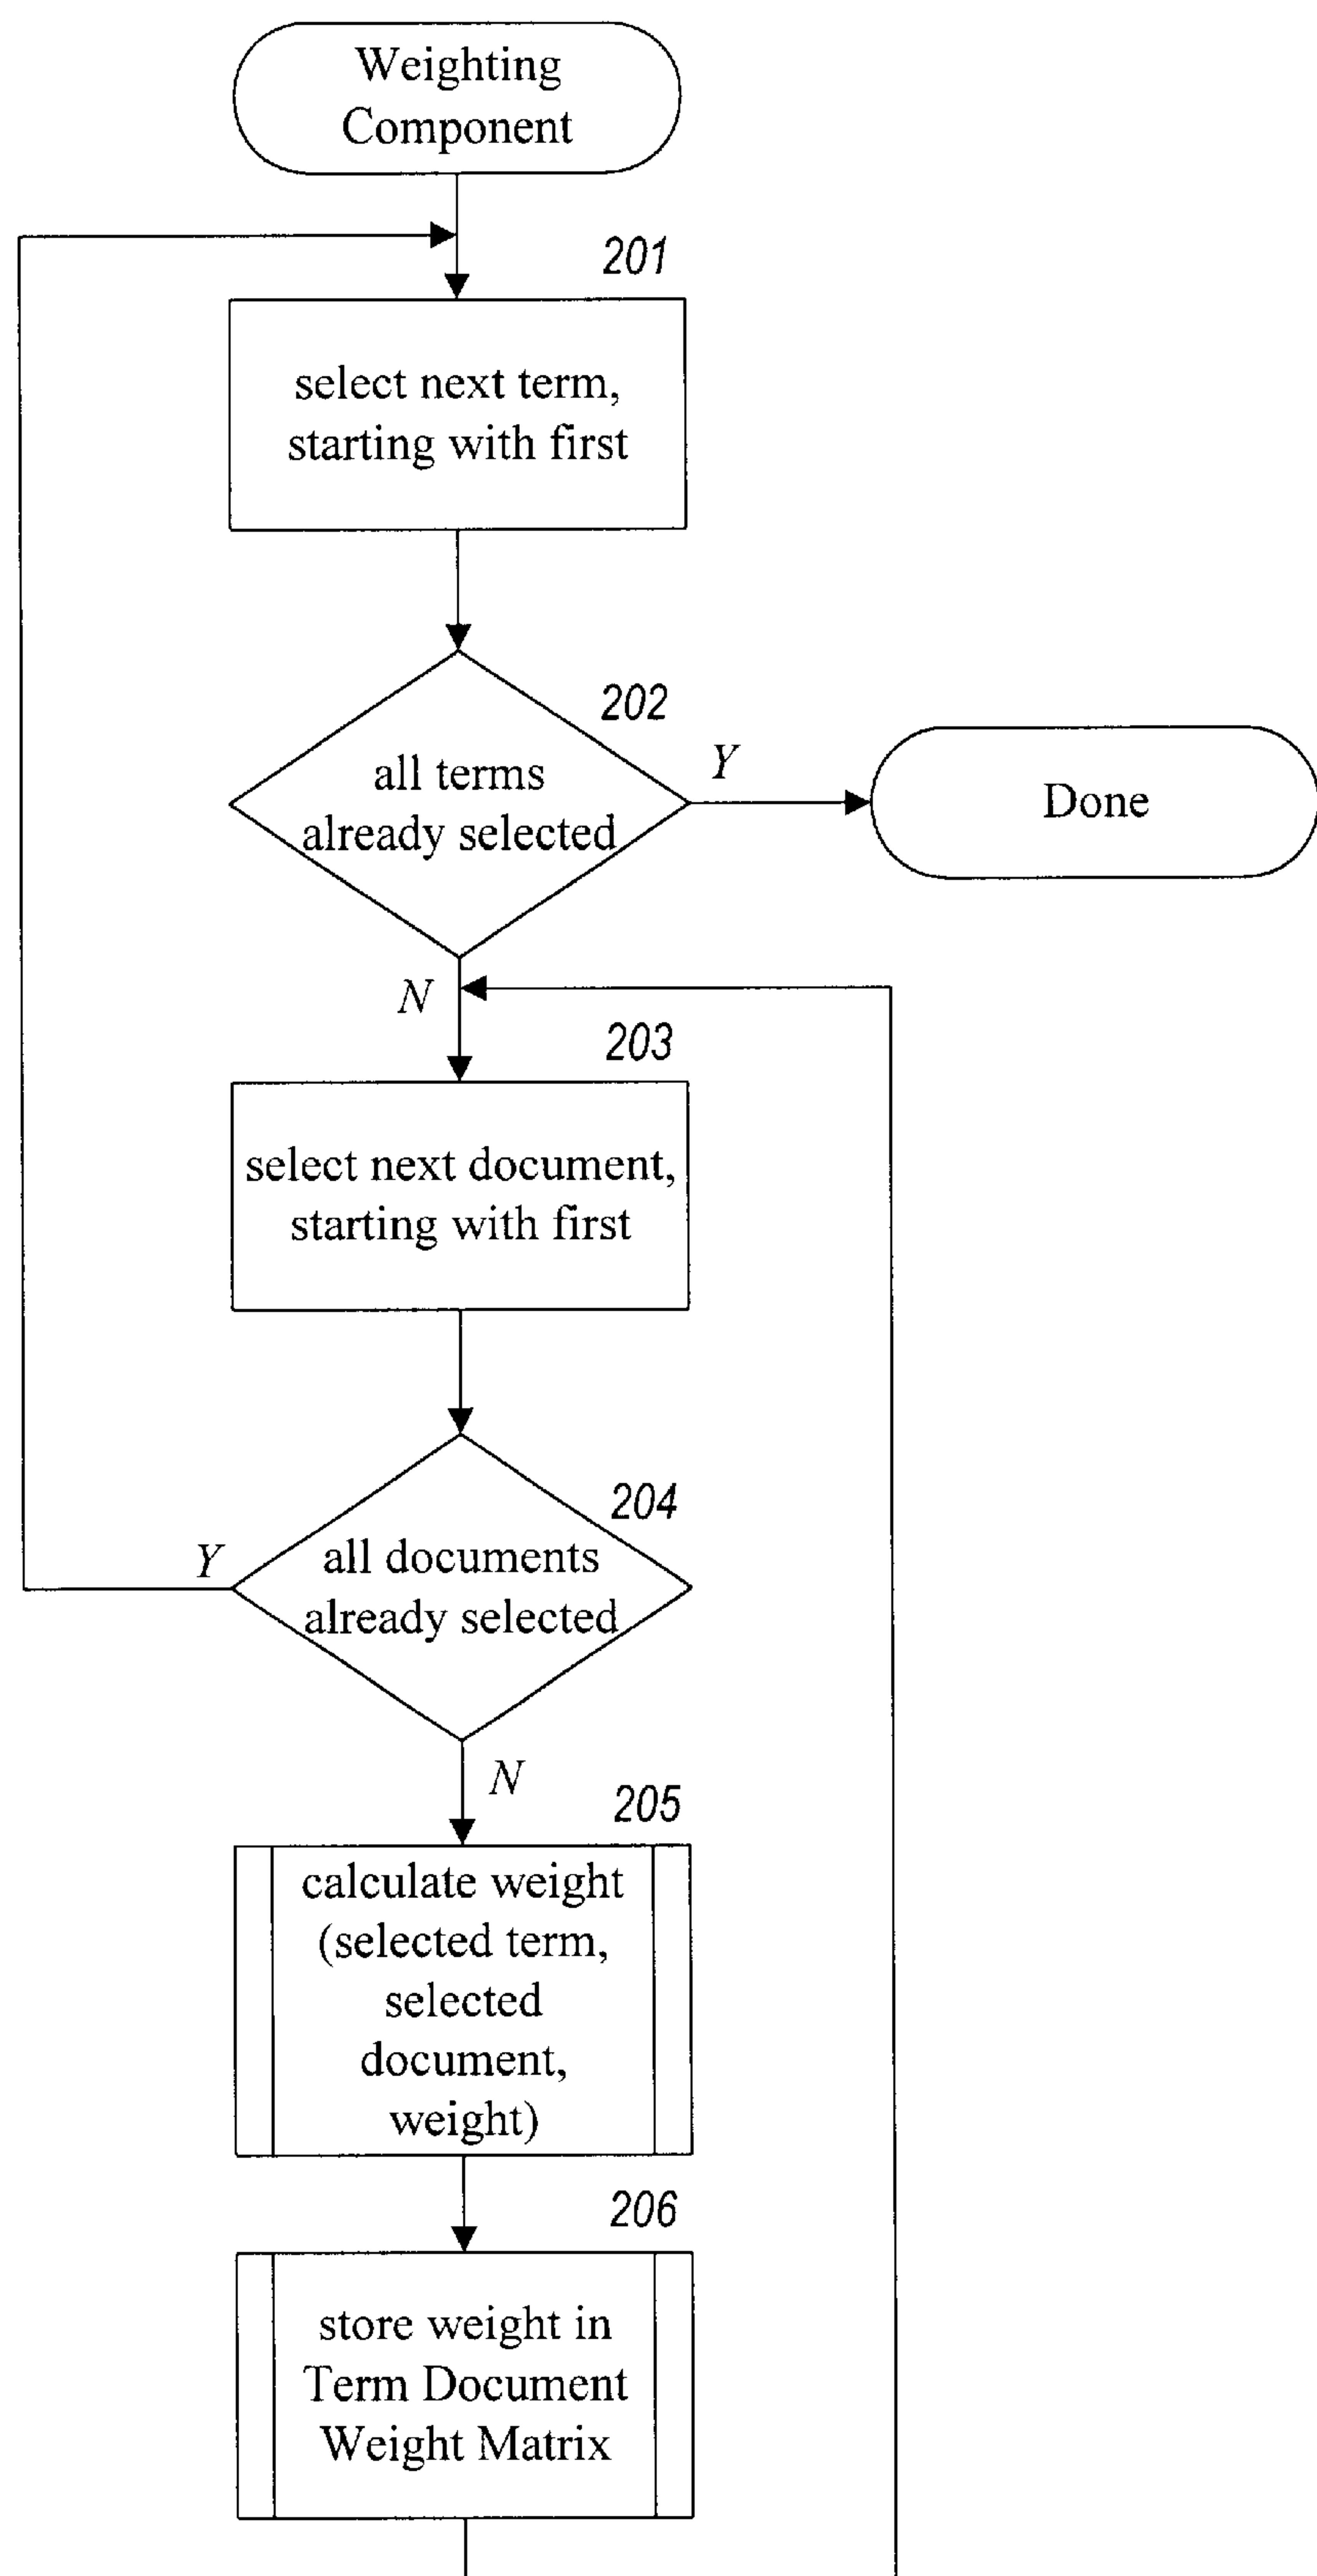 Weighting
Component
201
select next term,
starting with first
202
all terms
already selected
Y
Done
N
203
select next document,
starting with first
204
all documents
already selected
Y
N
205
calculate weight
(selected term,
selected
document,
weight)
206
store weight in
Term Document
Weight Matrix